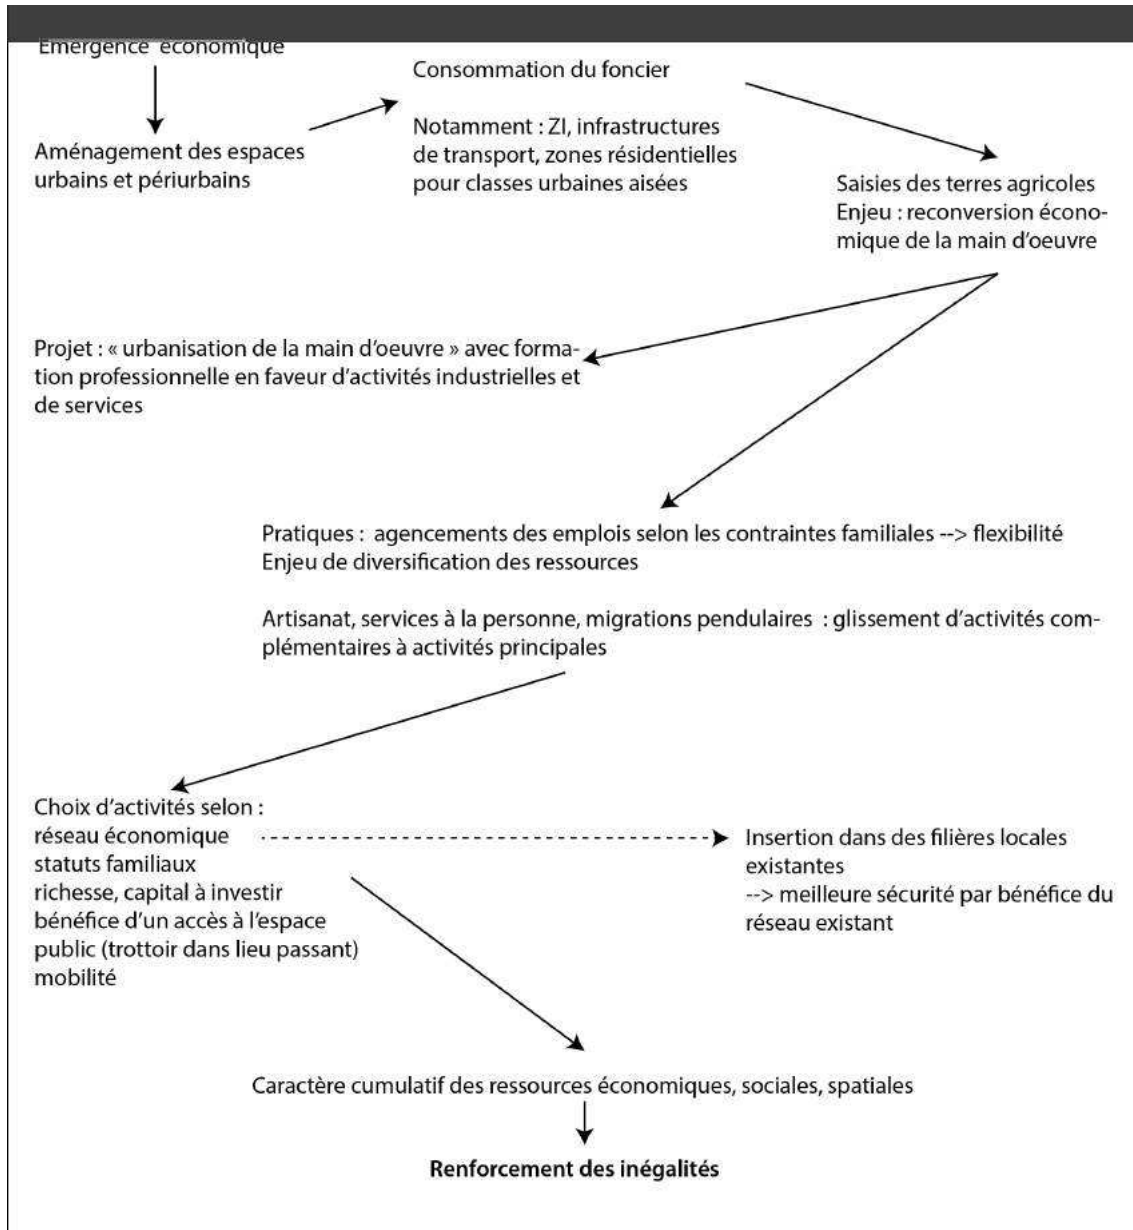 Emergence économique
Consommation du foncier
Notamment : ZI, infrastructures
de transport, zones résidentielles
pour classes urbaines aisées
Aménagement des espaces
urbains et périurbains
Saisies des terres agricoles
Enjeu : reconversion écono-
mique de la main d'oeuvre
Projet : « urbanisation de la main d'oeuvre » avec forma-
tion professionnelle en faveur d'activités industrielles et
de services
Pratiques :  agencements des emplois selon les contraintes familiales --> flexibilité
Enjeu de diversification des ressources
Artisanat, services à la personne, migrations pendulaires  : glissement d'activités com-
plémentaires à activités principales
Choix d'activités selon :
réseau économique
statuts familiaux
richesse, capital à investir
bénéfice d'un accès à l'espace
public (trottoir dans lieu passant)
mobilité
Insertion dans des filières locales
existantes
--> meilleure sécurité par bénéfice du
réseau existant
Caractère cumulatif des ressources économiques, sociales, spatiales
Renforcement des inégalités